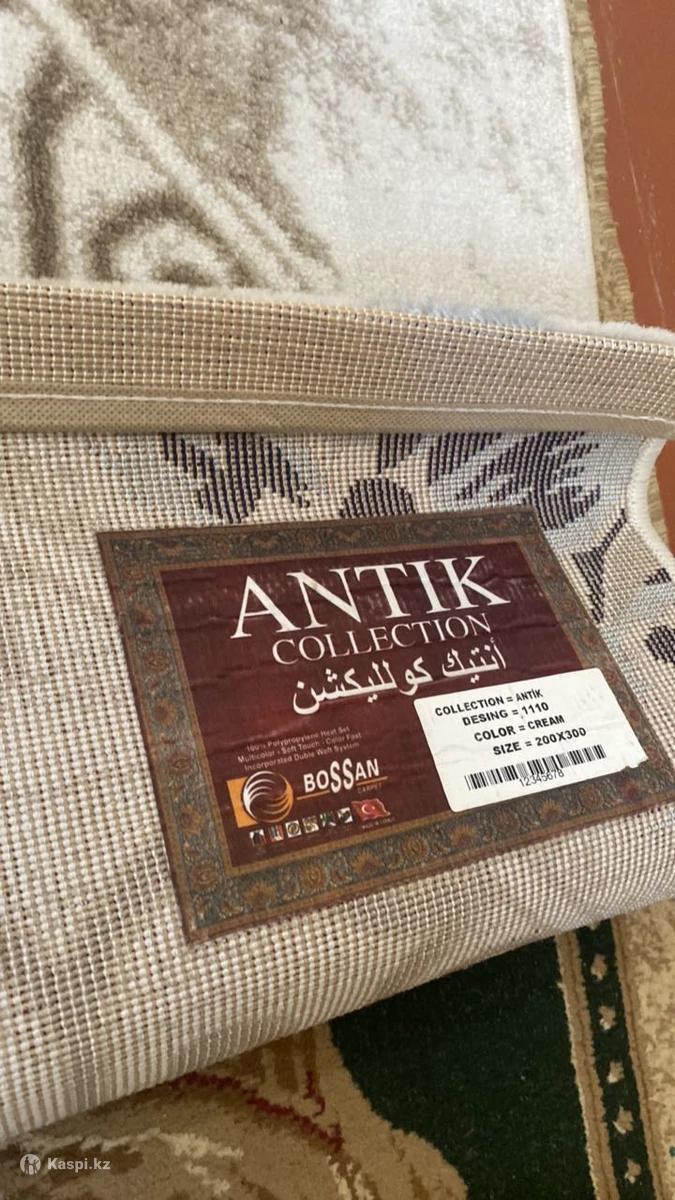 ANTIK
COLLECTION
أنتيك كولليكشن
COLLECTION = ANTİK
DESING = 1110
COLOR = CREAM
SIZE = 200X300
12345678
100% Polypropylene Heat Set
Multicolor - Soft Touch - Color Fast
Incorporated Duble Weft System
BOSSAN
CARPET
Kaspi.kz